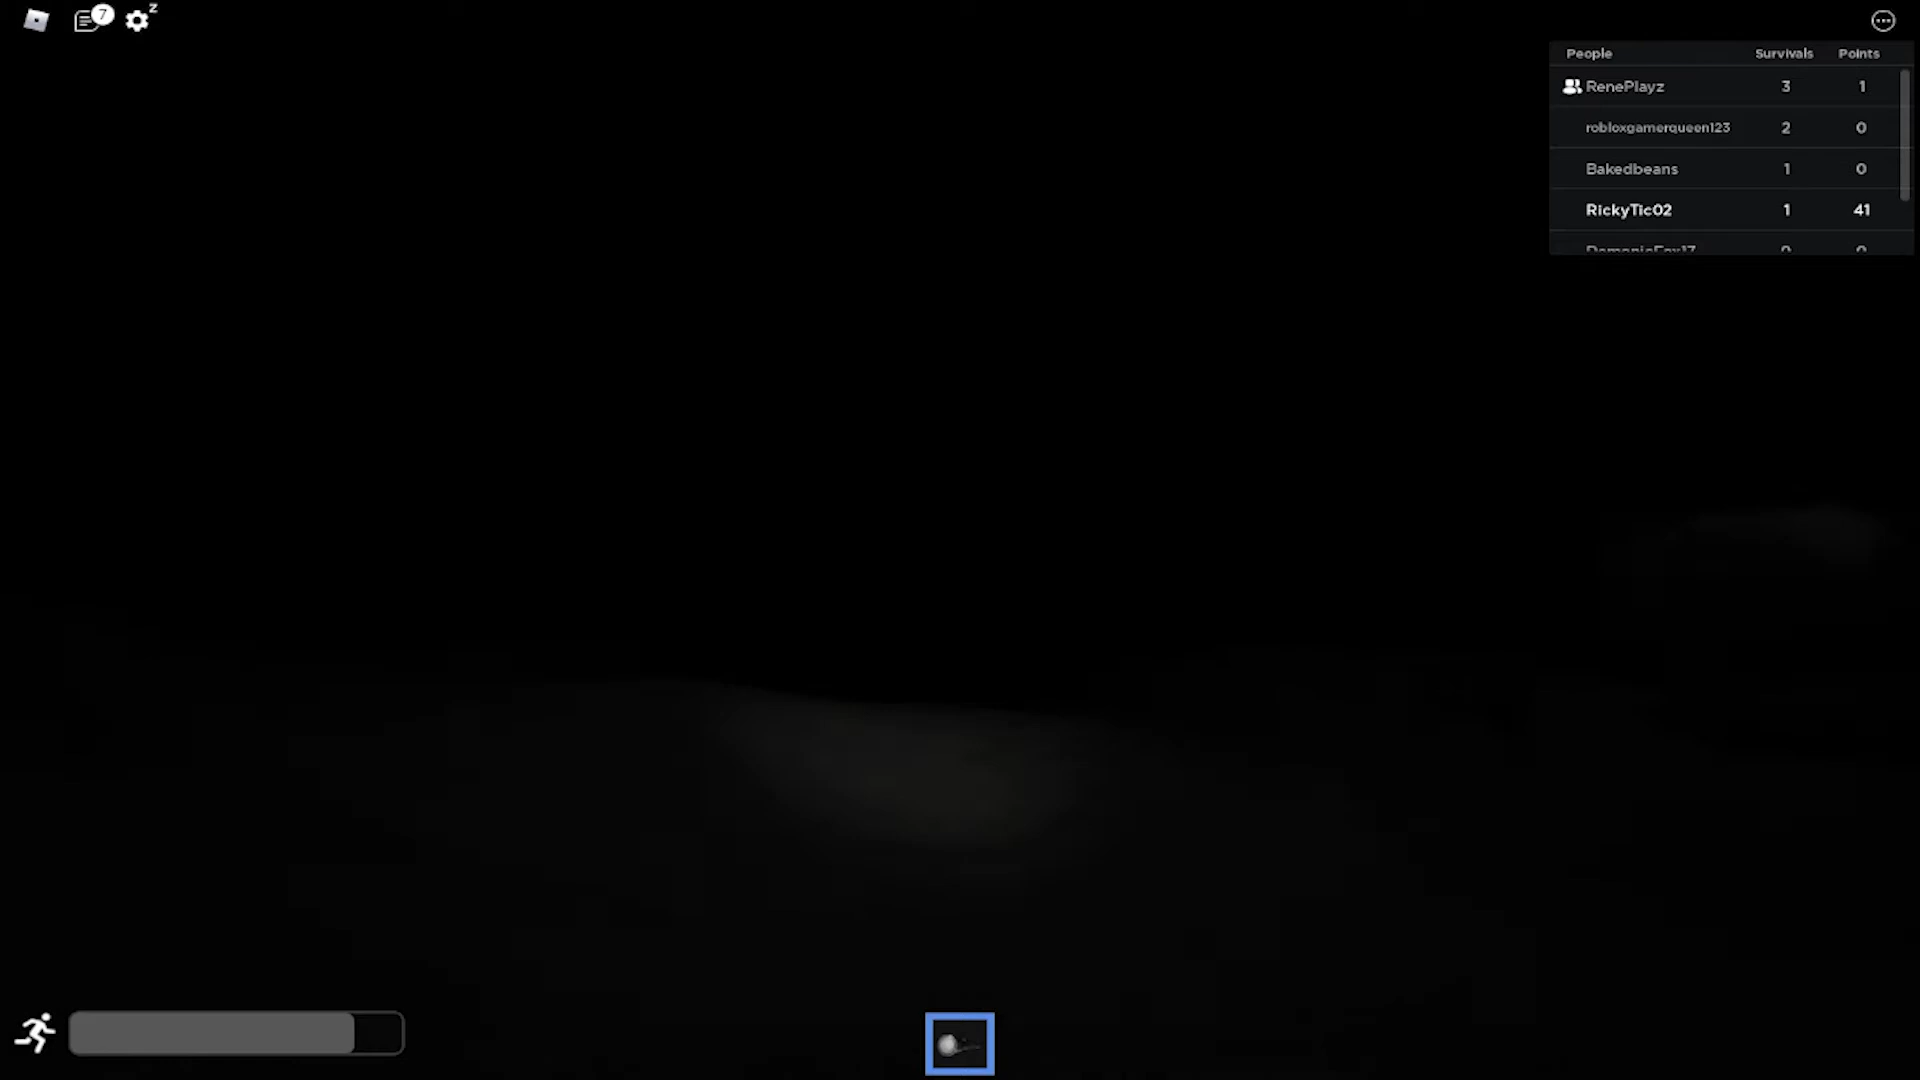 7
z
People Survivals Points
RenePlayz 3 1
robloxgamerqueen123 2 0
Bakedbeans 1 0
RickyTic02 1 41